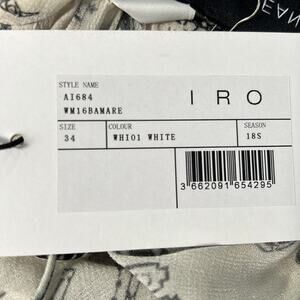 STYLE NAME
AI684
WM16BAMARE
IRO
SIZE
34
COLOUR
WHI01 WHITE
SEASON
18S
3 662091 654295